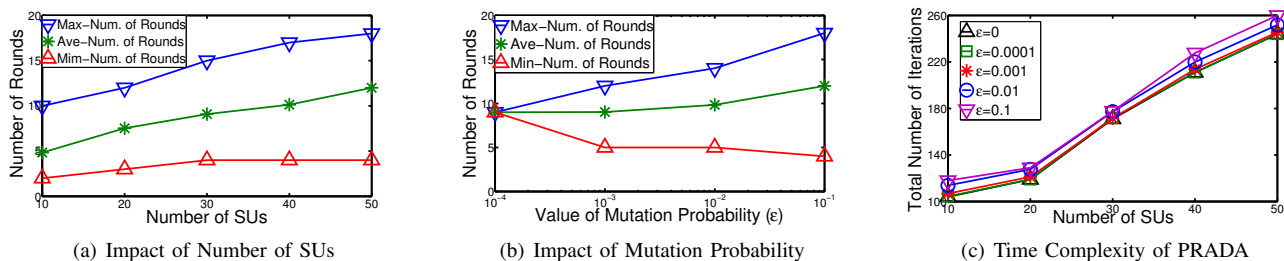 20
15
10
5
0
Number of Rounds
Max-Num. of Rounds
Ave-Num. of Rounds
Mim-Num. of Rounds
10 20 30 40 50
Number of SUs
(a) Impact of Number of SUs
20
15
10
5
0
Number of Rounds
Max-Num. of Rounds
Ave-Num. of Rounds
Min-Num. of Rounds
10⁻⁴ 10⁻³ 10⁻² 10⁻¹
Value of Mutation Probability (ε)
(b) Impact of Mutation Probability
260
220
180
140
100
Total Number of Iterations
ε=0
ε=0.0001
ε=0.001
ε=0.01
ε=0.1
10 20 30 40 50
Number of SUs
(c) Time Complexity of PRADA